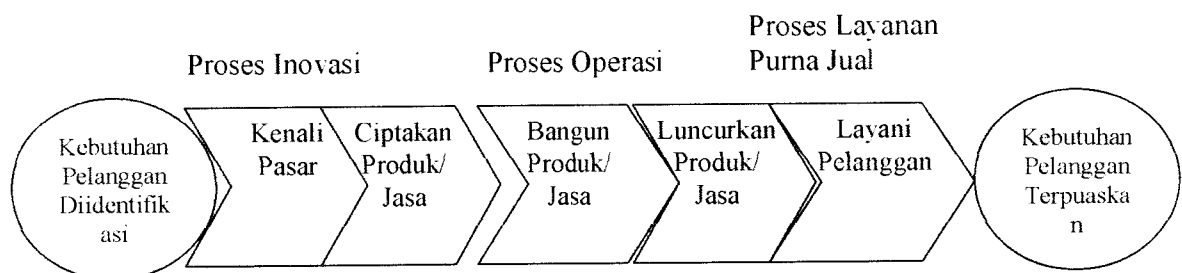 Proses Inovasi
Proses Operasi
Proses Layanan
Purna Jual
Kebutuhan
Pelanggan
Diidentifik
asi
Kenali
Pasar
Ciptakan
Produk/
Jasa
Bangun
Produk/
Jasa
Luncurkan
Produk/
Jasa
Layani
Pelanggan
Kebutuhan
Pelanggan
Terpuaska
n